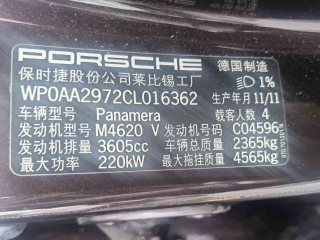 PORSCHE 德国制造
保时捷股份公司莱比锡工厂 1%
WP0AA2972CL016362 生产年月 11/11
车辆型号 Panamera 载客人数 4
发动机型号 M4620 V 发动机号 C04596
发动机排量 3605cc 车辆总质量 2365kg
最大功率 220kW 最大拖挂质量 4565kg